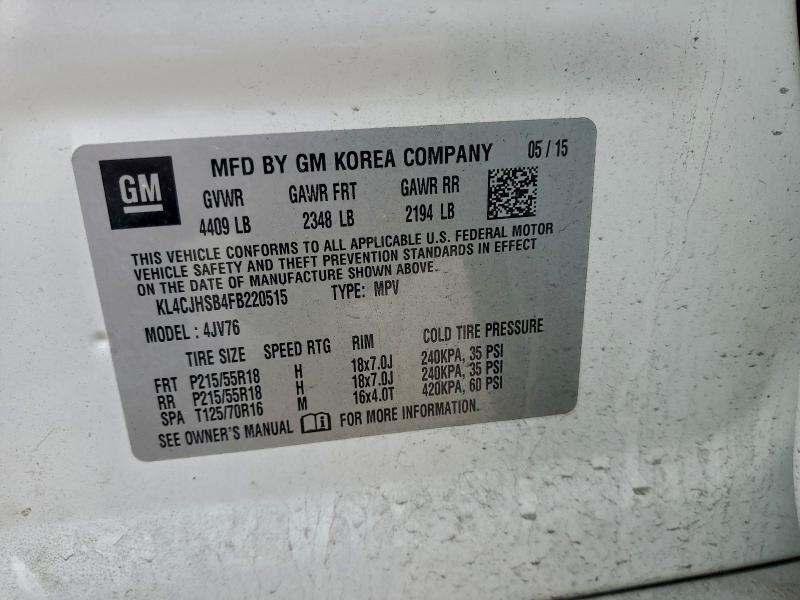 GM MFD BY GM KOREA COMPANY 05 / 15
GVWR GAWR FRT GAWR RR
4409 LB 2348 LB 2194 LB
THIS VEHICLE CONFORMS TO ALL APPLICABLE U.S. FEDERAL MOTOR
VEHICLE SAFETY AND THEFT PREVENTION STANDARDS IN EFFECT
ON THE DATE OF MANUFACTURE SHOWN ABOVE.
KL4CJHSB4FB220515 TYPE: MPV
MODEL : 4JV76
TIRE SIZE SPEED RTG RIM COLD TIRE PRESSURE
FRT P215/55R18 H 18x7.0J 240KPA, 35 PSI
RR P215/55R18 H 18x7.0J 240KPA, 35 PSI
SPA T125/70R16 M 16x4.0T 420KPA, 60 PSI
SEE OWNER'S MANUAL FOR MORE INFORMATION.